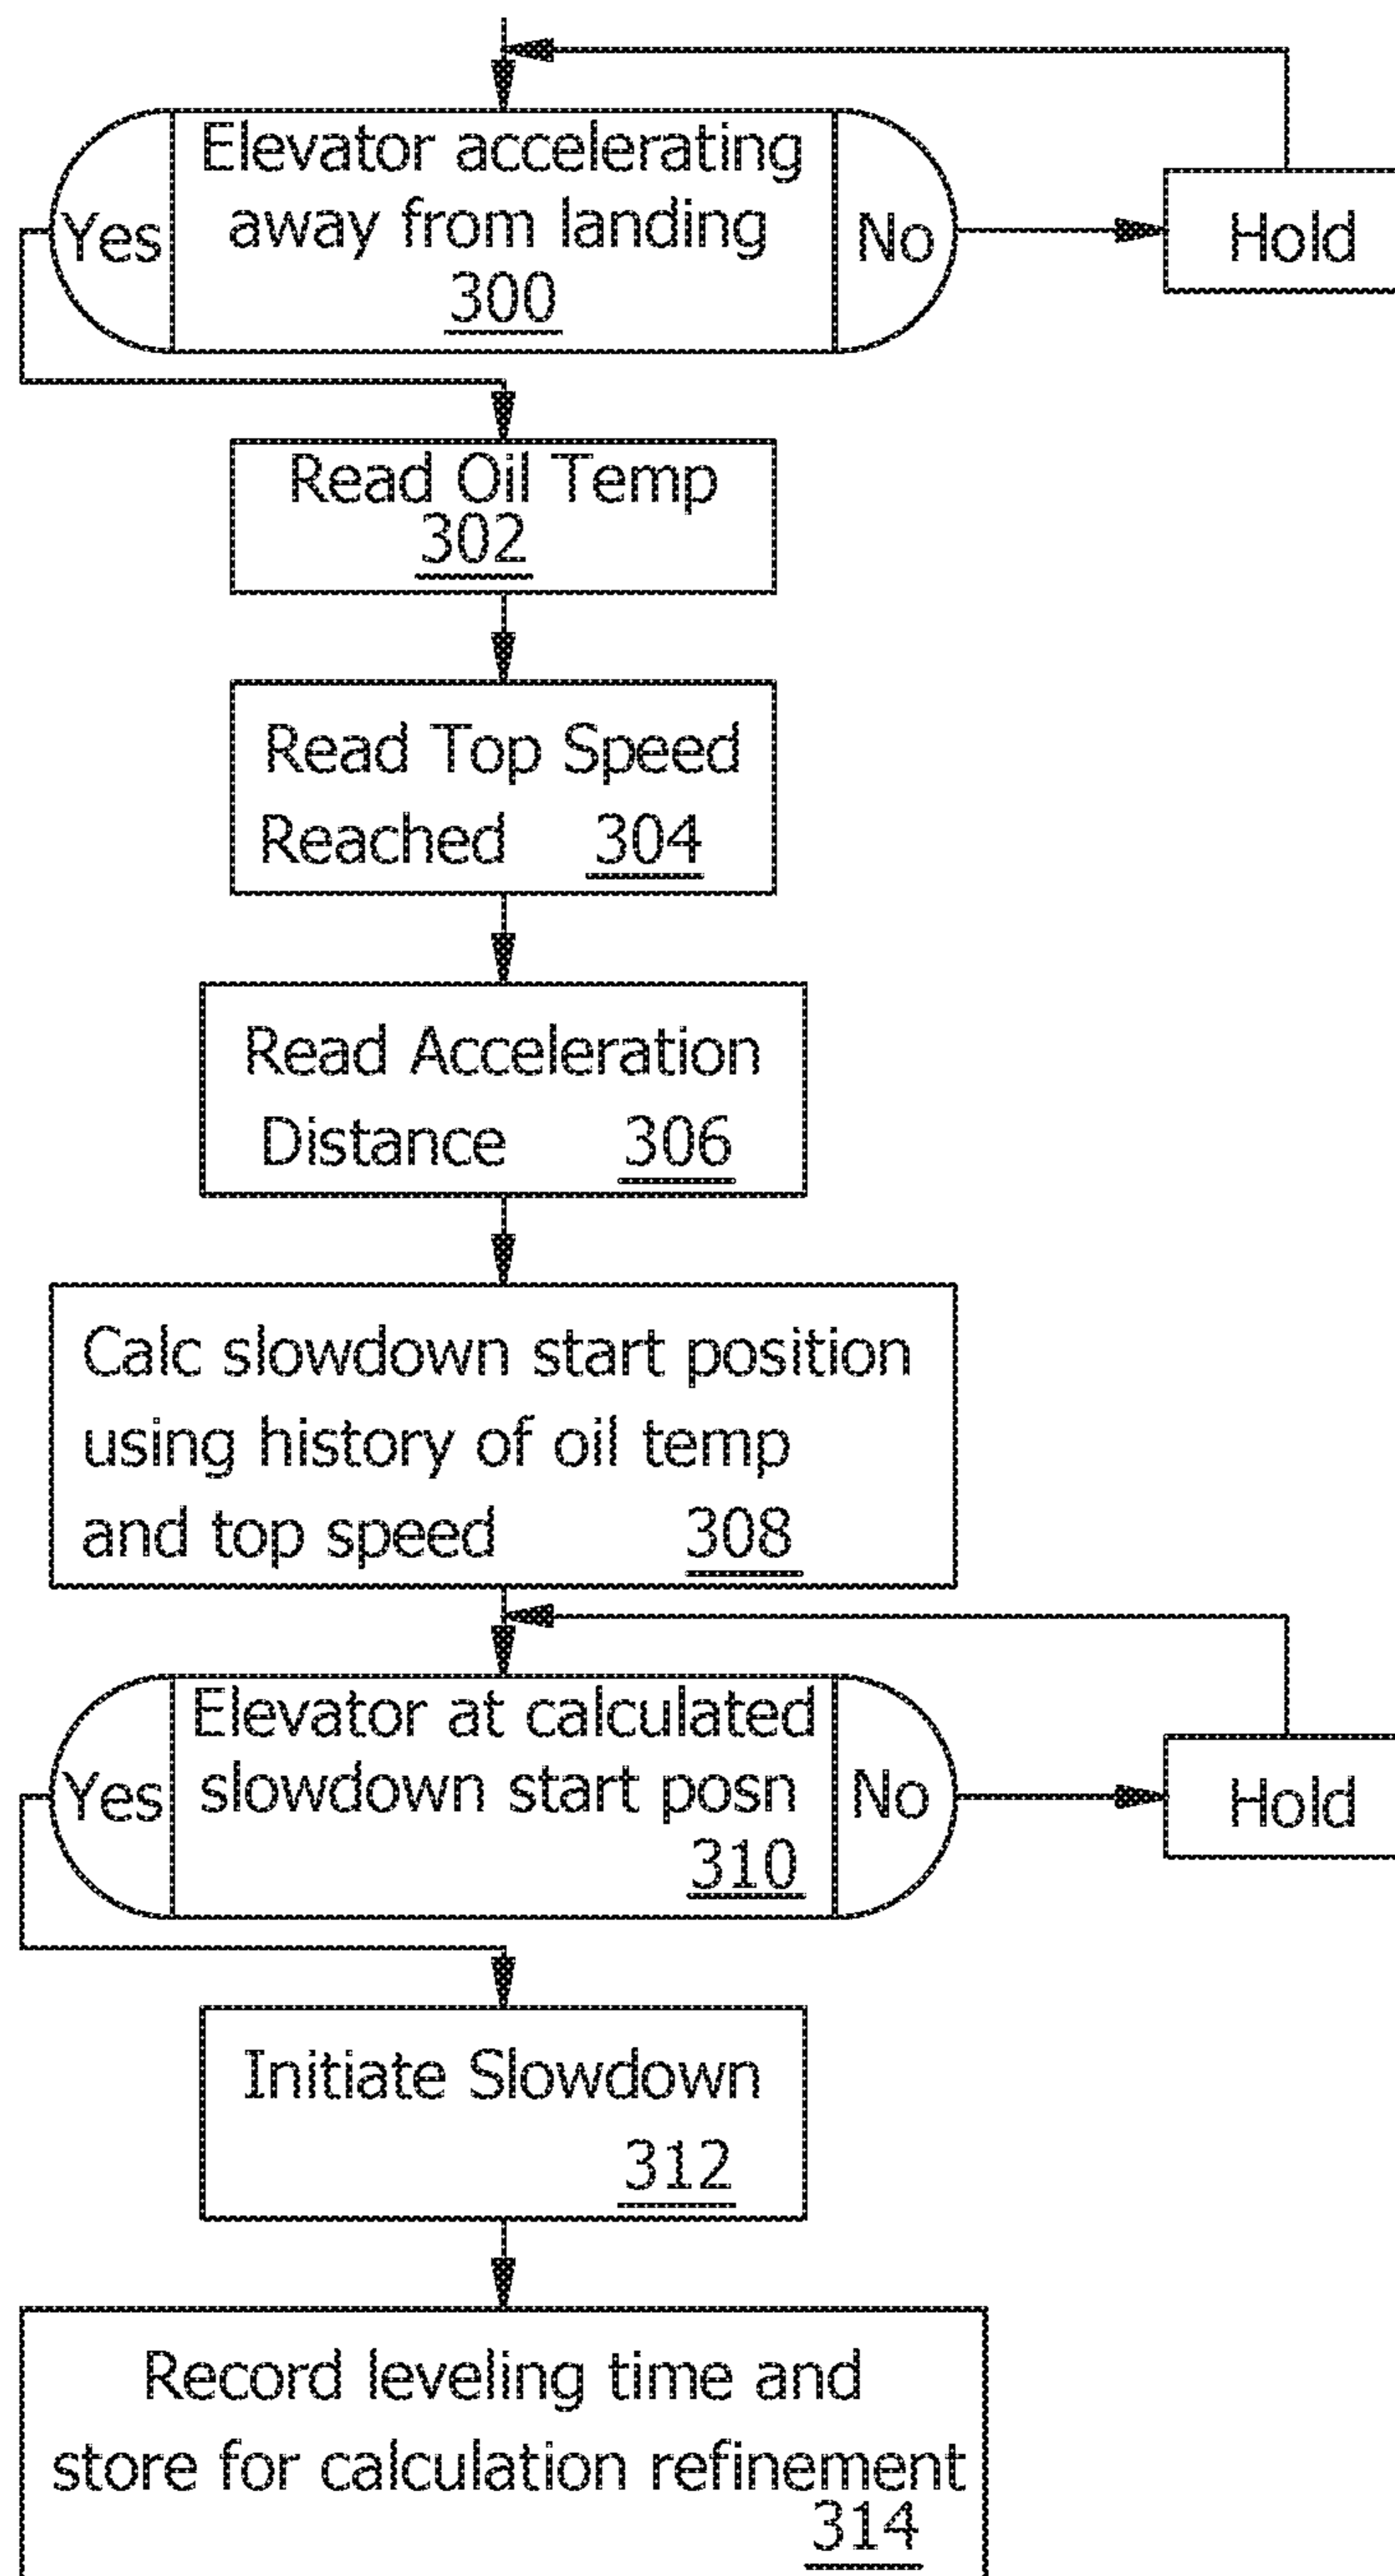 Elevator accelerating
away from landing
300
Yes
No
Hold
Read Oil Temp
302
Read Top Speed
Reached 304
Read Acceleration
Distance 306
Calc slowdown start position
using history of oil temp
and top speed 308
Elevator at calculated
slowdown start posn
310
Yes
No
Hold
Initiate Slowdown
312
Record leveling time and
store for calculation refinement
314